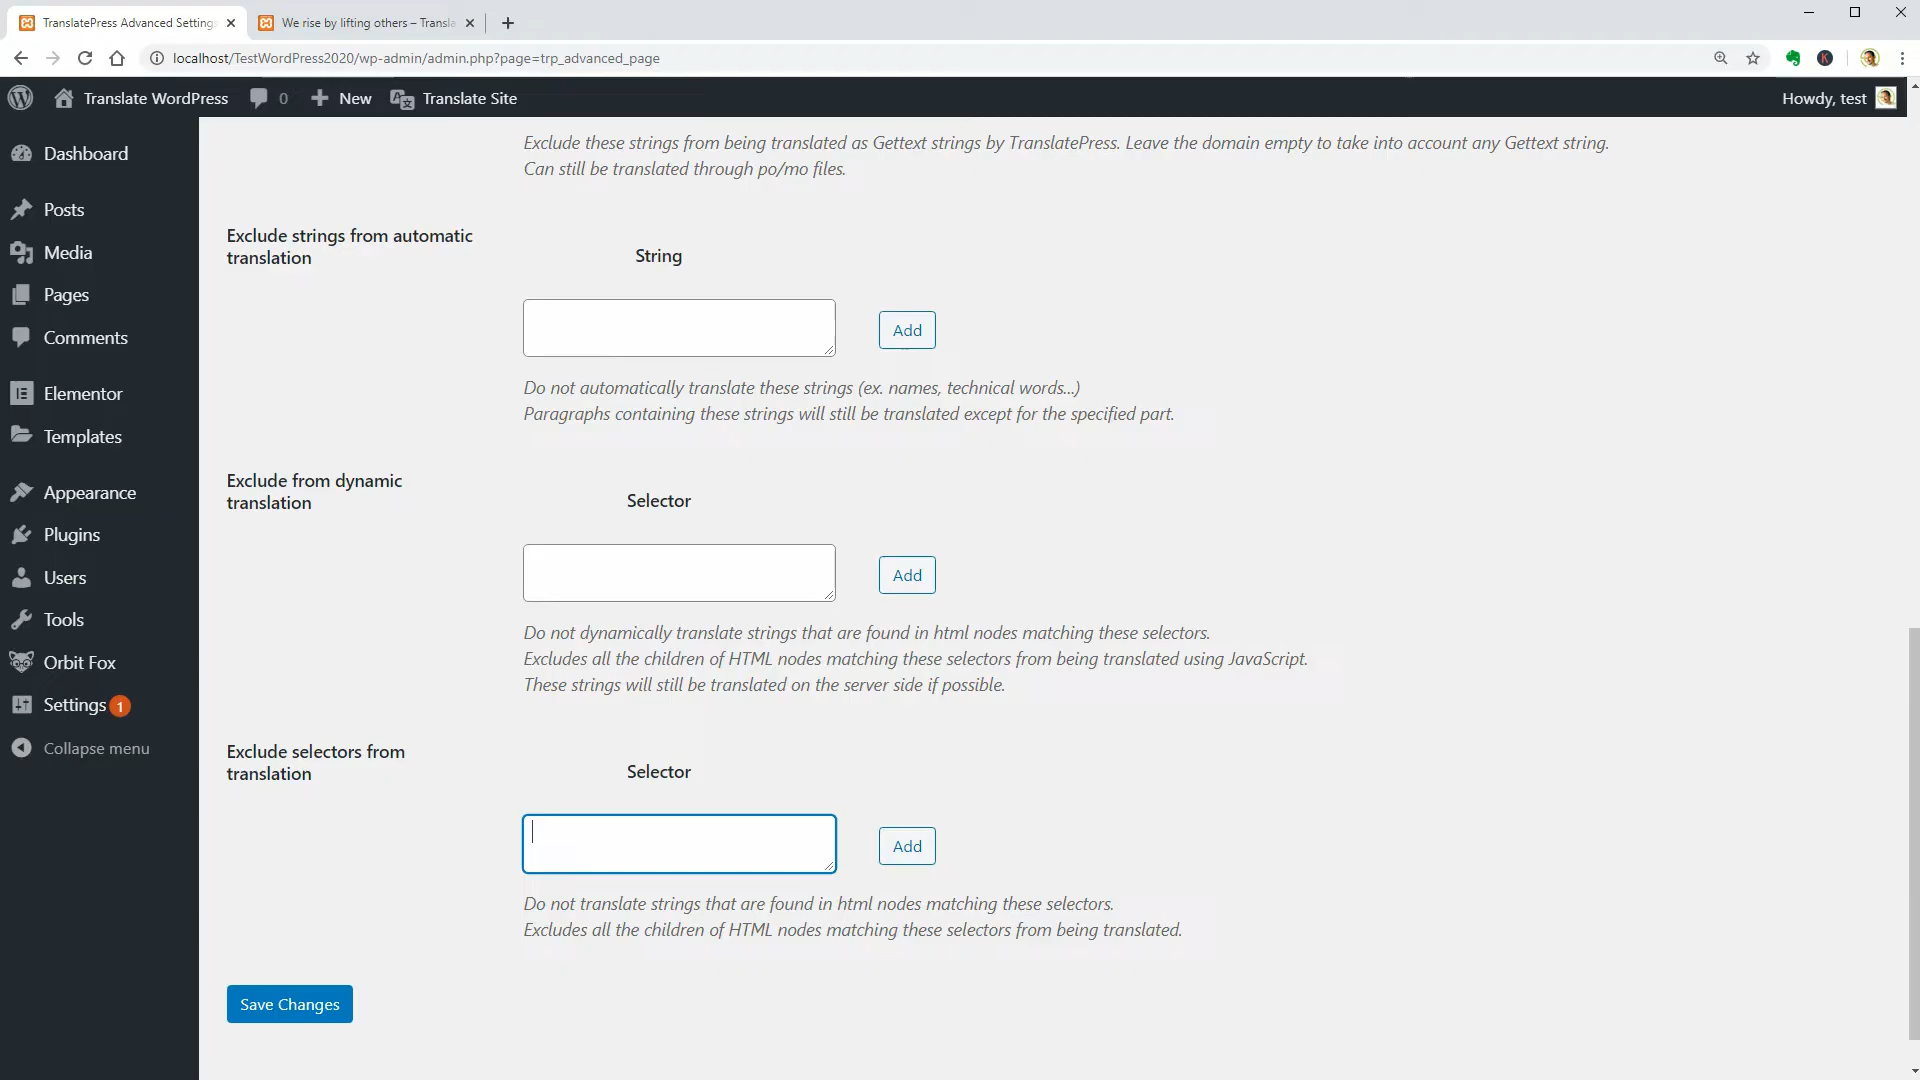 TranslatePress Advanced Settings
We rise by lifting others – Transla
localhost/TestWordPress2020/wp-admin/admin.php?page=trp_advanced_page
K
Translate WordPress
0
New
Translate Site
Howdy, test
Dashboard
Posts
Media
Pages
Comments
Elementor
Templates
Appearance
Plugins
Users
Tools
Orbit Fox
Settings 1
Collapse menu
Exclude these strings from being translated as Gettext strings by TranslatePress. Leave the domain empty to take into account any Gettext string.
Can still be translated through po/mo files.
Exclude strings from automatic
translation
String
Add
Do not automatically translate these strings (ex. names, technical words...)
Paragraphs containing these strings will still be translated except for the specified part.
Exclude from dynamic
translation
Selector
Add
Do not dynamically translate strings that are found in html nodes matching these selectors.
Excludes all the children of HTML nodes matching these selectors from being translated using JavaScript.
These strings will still be translated on the server side if possible.
Exclude selectors from
translation
Selector
Add
Do not translate strings that are found in html nodes matching these selectors.
Excludes all the children of HTML nodes matching these selectors from being translated.
Save Changes